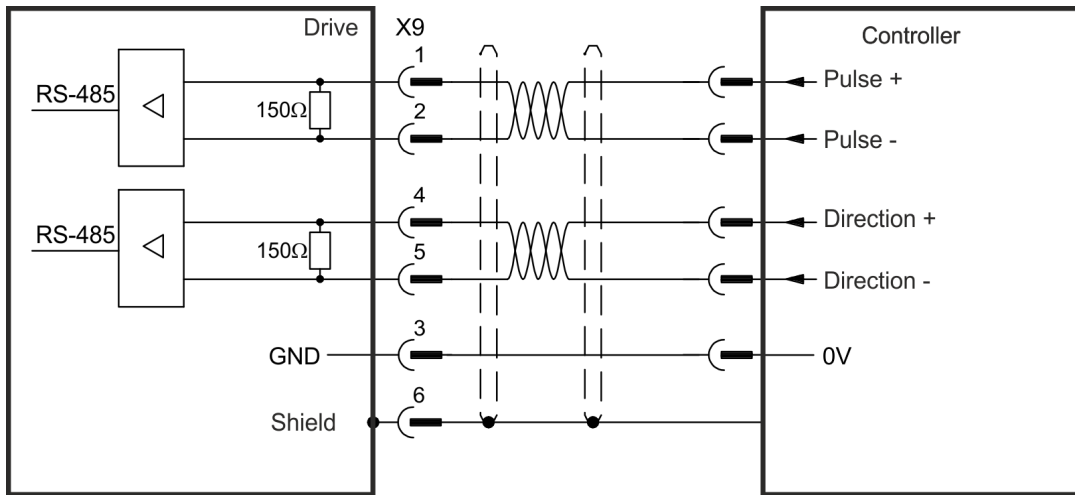 Drive X9
Controller
1
Pulse +
RS-485
150Ω
2
Pulse -
4
Direction +
RS-485
150Ω
5
Direction -
3
GND
0V
6
Shield